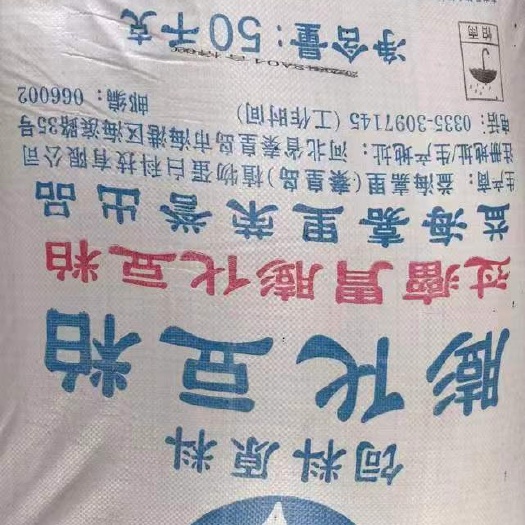 饲料原料
膨化豆粕
过瘤胃膨化豆粕
益海嘉里荣誉出品
生产商：益海嘉里（秦皇岛）植物蛋白科技有限公司
注册地址/生产地址：河北省秦皇岛市海港区海滨路35号
电话：0335-3097145（工作时间） 邮编：066002
净含量：50千克
怕雨